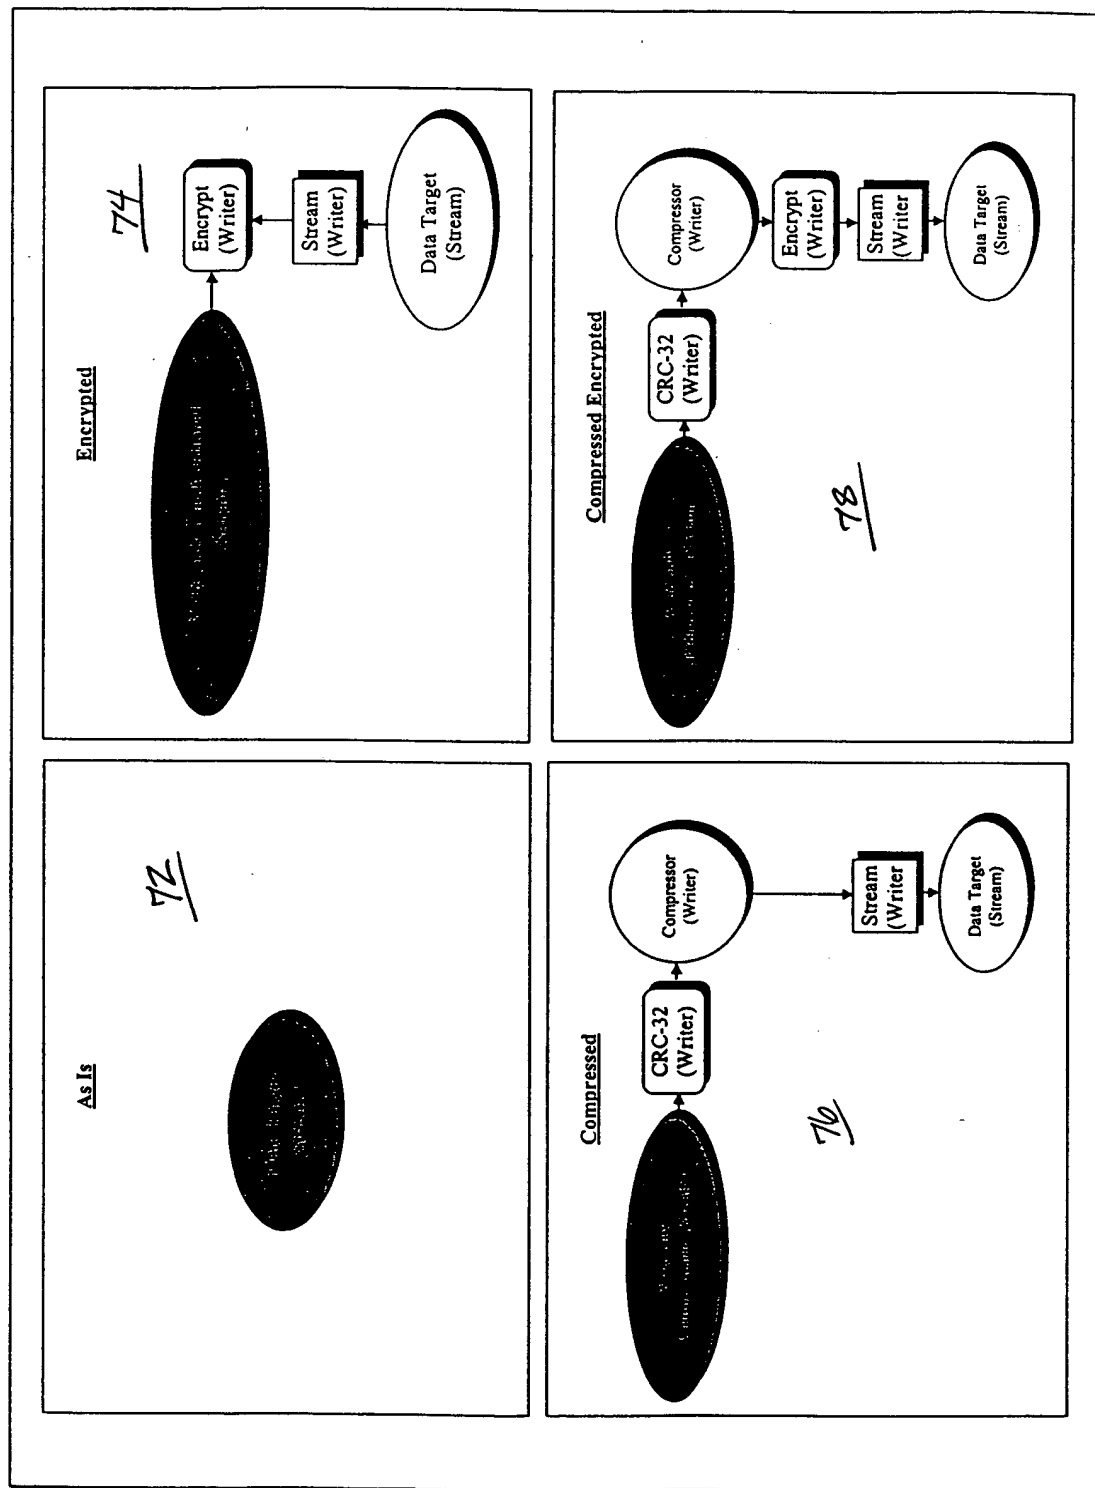 As Is
72
Encrypted
74
Encrypt
(Writer)
Stream
(Writer)
Data Target
(Stream)
Compressed
76
CRC-32
(Writer)
Compressor
(Writer)
Stream
(Writer
Data Target
(Stream)
Compressed Encrypted
78
CRC-32
(Writer)
Compressor
(Writer)
Encrypt
(Writer)
Stream
(Writer
Data Target
(Stream)